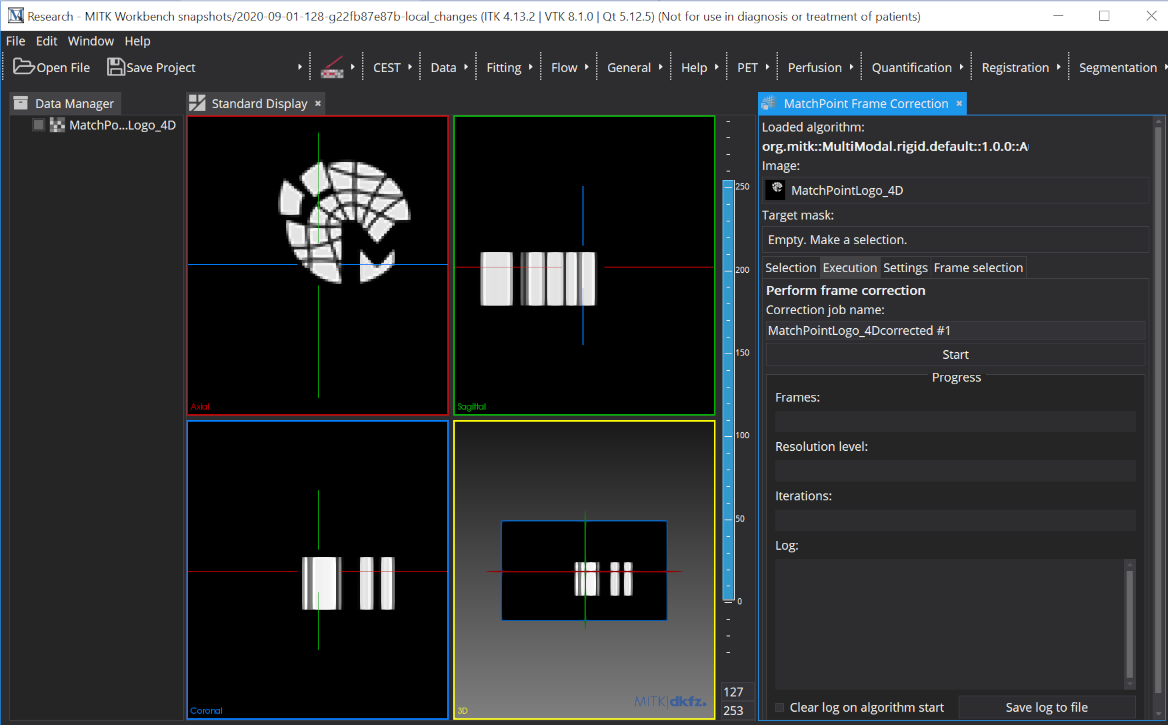 Research - MITK Workbench snapshots/2020-09-01-128-g22fb87e87b-local_changes (ITK 4.13.2 | VTK 8.1.0 | Qt 5.12.5) (Not for use in diagnosis or treatment of patients)
File Edit Window Help
Open File Save Project CEST Data Fitting Flow General Help PET Perfusion Quantification Registration Segmentation
Data Manager
MatchPo...Logo_4D
Standard Display
Axial
Sagittal
Coronal
3D
MITK|dkfz.
250
200
150
100
50
0
127
253
MatchPoint Frame Correction
Loaded algorithm:
org.mitk::MultiModal.rigid.default::1.0.0::A
Image:
MatchPointLogo_4D
Target mask:
Empty. Make a selection.
Selection Execution Settings Frame selection
Perform frame correction
Correction job name:
MatchPointLogo_4Dcorrected #1
Start
Progress
Frames:
Resolution level:
Iterations:
Log:
Clear log on algorithm start Save log to file